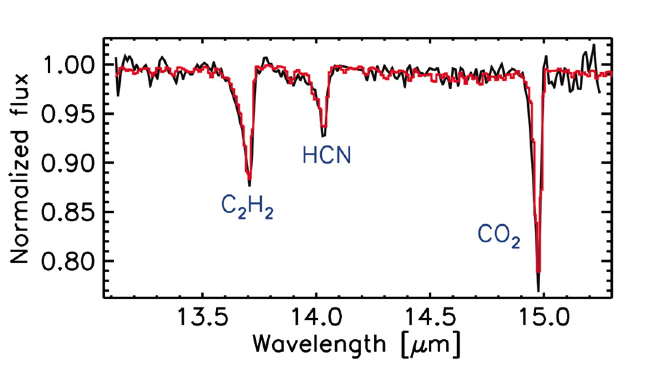 1.00
0.95
0.90
0.85
0.80
Normalized flux
C₂H₂
HCN
CO₂
13.5 14.0 14.5 15.0
Wavelength [μm]